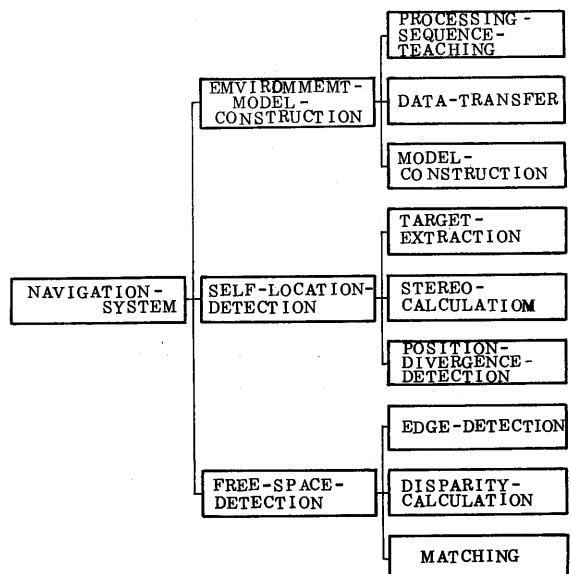 PROCESSING-
SEQUENCE-
TEACHING
EMVIROMMEMT-
MODEL-
CONSTRUCTION
DATA-TRANSFER
MODEL-
CONSTRUCTION
TARGET-
EXTRACTION
NAVIGATION-
SYSTEM
SELF-LOCATION-
DETECTION
STEREO-
CALCULATIOM
POSITION-
DIVERGENCE-
DETECTION
EDGE-DETECTION
FREE-SPACE-
DETECTION
DISPARITY-
CALCULATION
MATCHING